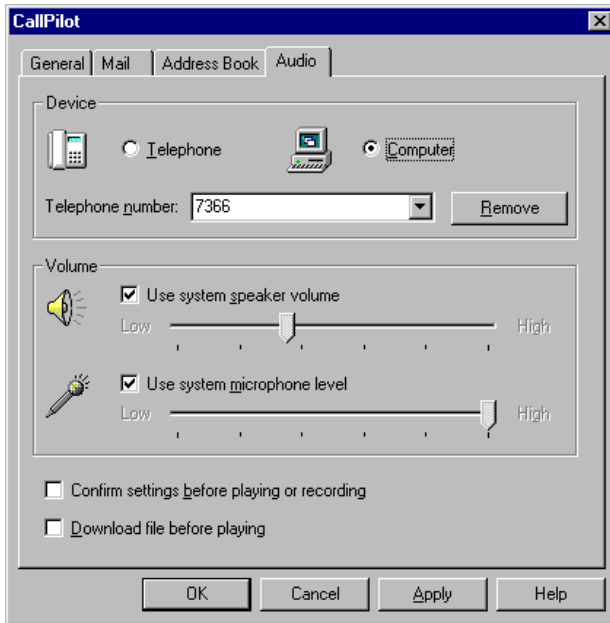 CallPilot
General Mail Address Book Audio
Device
Telephone Computer
Telephone number: 7366 Remove
Volume
Use system speaker volume
Low High
Use system microphone level
Low High
Confirm settings before playing or recording
Download file before playing
OK Cancel Apply Help